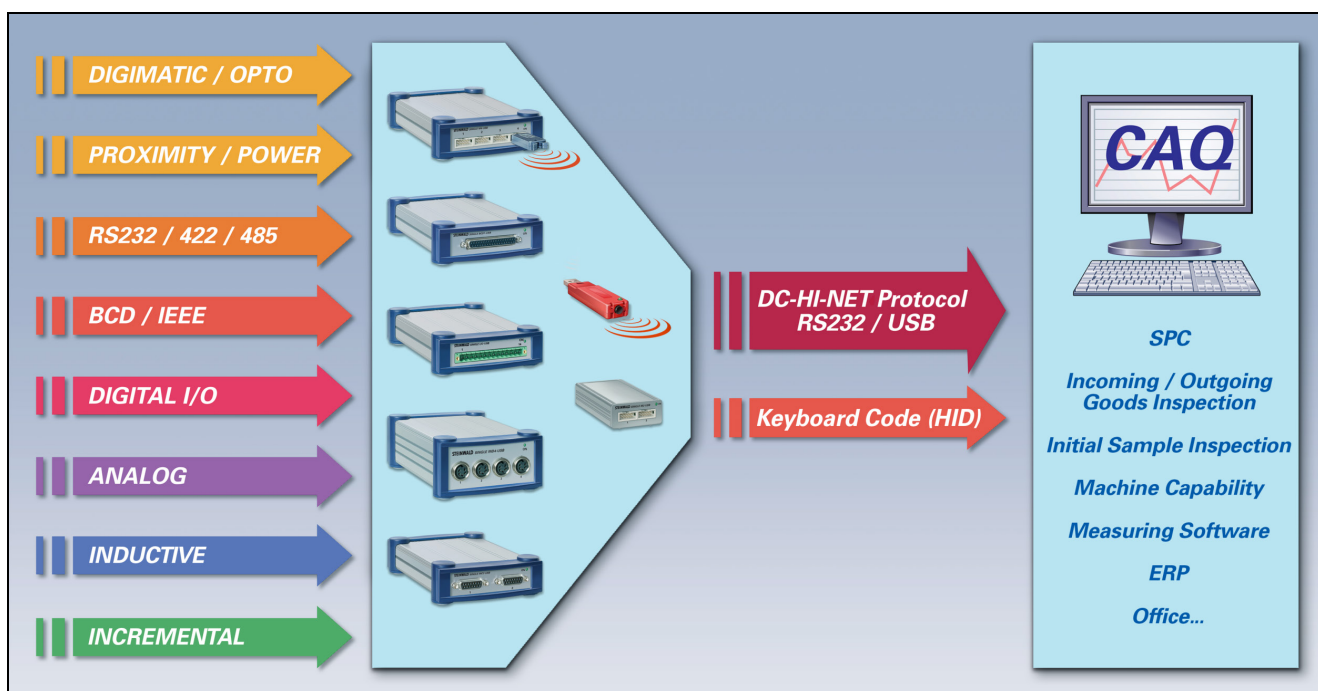 DIGIMATIC / OPTO
PROXIMITY / POWER
RS232 / 422 / 485
BCD / IEEE
DIGITAL I/O
ANALOG
INDUCTIVE
INCREMENTAL
STEINWALD
DC-HI-NET Protocol
RS232 / USB
Keyboard Code (HID)
CAQ
SPC
Incoming / Outgoing
Goods Inspection
Initial Sample Inspection
Machine Capability
Measuring Software
ERP
Office...